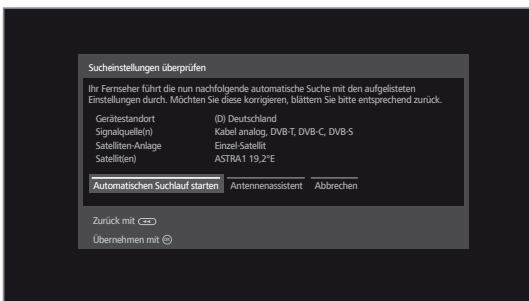 Sucheinstellungen überprüfen
Ihr Fernseher führt die nun nachfolgende automatische Suche mit den aufgelisteten
Einstellungen durch. Möchten Sie diese korrigieren, blättern Sie bitte entsprechend zurück.
Gerätestandort (D) Deutschland
Signalquelle(n) Kabel analog, DVB-T, DVB-C, DVB-S
Satelliten-Anlage Einzel-Satellit
Satellit(en) ASTRA1 19,2°E
Automatischen Suchlauf starten Antennenassistent Abbrechen
Zurück mit ◄◄
Übernehmen mit OK